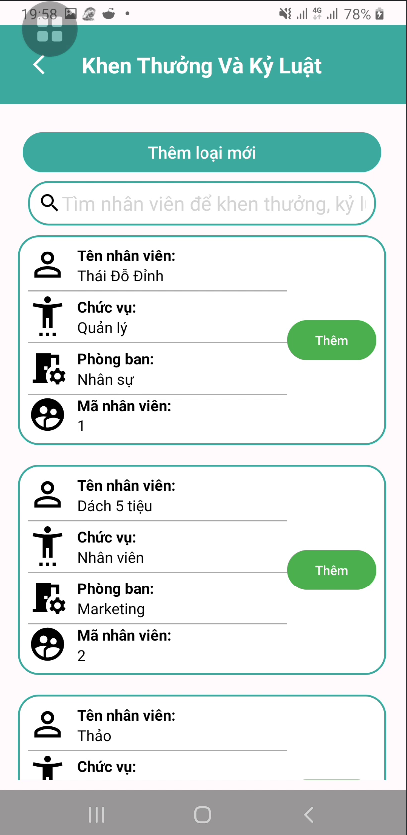 19:58
4G
78%
Khen Thưởng Và Kỷ Luật
Thêm loại mới
Tìm nhân viên để khen thưởng, kỷ
Tên nhân viên:
Thái Đỗ Đỉnh
Chức vụ:
Quản lý
Phòng ban:
Nhân sự
Mã nhân viên:
1
Thêm
Tên nhân viên:
Dách 5 tiệu
Chức vụ:
Nhân viên
Phòng ban:
Marketing
Mã nhân viên:
2
Thêm
Tên nhân viên:
Thảo
Chức vụ: